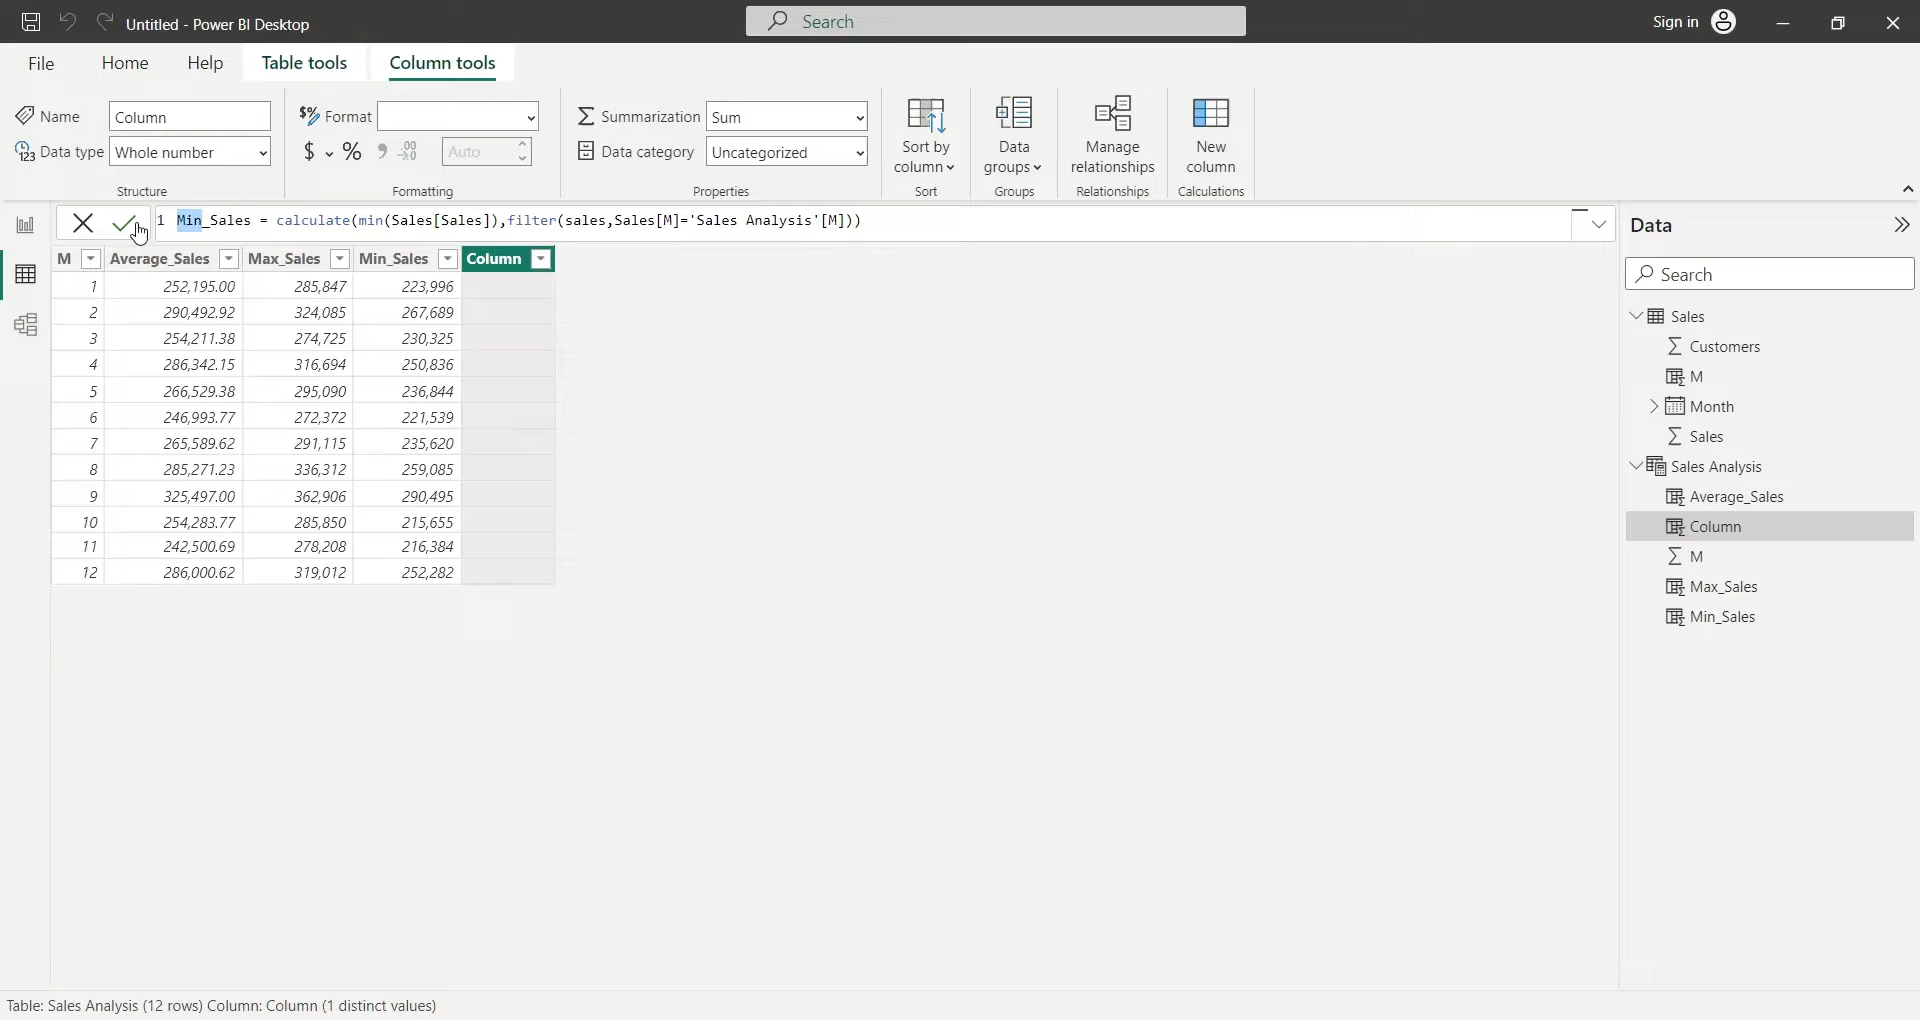 Untitled - Power BI Desktop
Search
Sign in
File Home Help Table tools Column tools
Name Column
Data type Whole number
Structure
Format
$ % 9 .00 Auto
Formatting
Summarization Sum
Data category Uncategorized
Properties
Sort by column
Sort
Data groups
Groups
Manage relationships
Relationships
New column
Calculations
1 Min_Sales = calculate(min(Sales[Sales]),filter(sales,Sales[M]='Sales Analysis'[M]))
M Average_Sales Max_Sales Min_Sales Column
1 252,195.00 285,847 223,996
2 290,492.92 324,085 267,689
3 254,211.38 274,725 230,325
4 286,342.15 316,694 250,836
5 266,529.38 295,090 236,844
6 246,993.77 272,372 221,539
7 265,589.62 291,115 235,620
8 285,271.23 336,312 259,085
9 325,497.00 362,906 290,495
10 254,283.77 285,850 215,655
11 242,500.69 278,208 216,384
12 286,000.62 319,012 252,282
Data
Search
Sales
Customers
M
Month
Sales
Sales Analysis
Average_Sales
Column
M
Max_Sales
Min_Sales
Table: Sales Analysis (12 rows) Column: Column (1 distinct values)